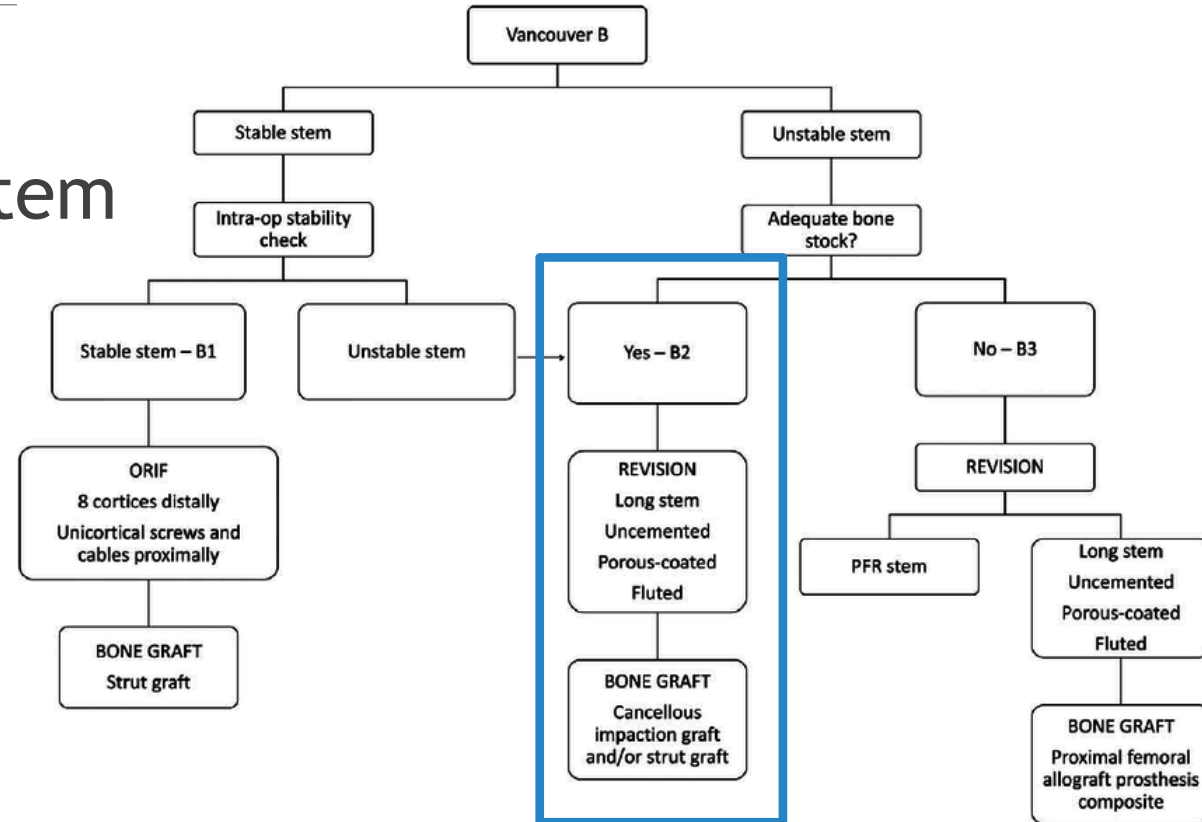 Vancouver B
Stable stem
Unstable stem
tem
Intra-op stability
check
Adequate bone
stock?
Stable stem – B1
Unstable stem
Yes – B2
No – B3
ORIF
8 cortices distally
Unicortical screws and
cables proximally
REVISION
Long stem
Uncemented
Porous-coated
Fluted
REVISION
PFR stem
Long stem
Uncemented
Porous-coated
Fluted
BONE GRAFT
Strut graft
BONE GRAFT
Cancellous
impaction graft
and/or strut graft
BONE GRAFT
Proximal femoral
allograft prosthesis
composite